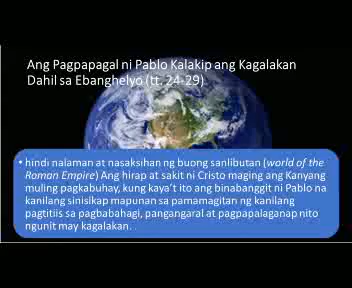 Ang Pagpapagal ni Pablo Kalakip ang Kagalakan
Dahil sa Ebanghelyo (tt. 24-29)
• hindi nalaman at nasaksihan ng buong sanlibutan (world of the
Roman Empire) Ang hirap at sakit ni Cristo maging ang Kanyang
muling pagkabuhay, kung kaya't ito ang binabanggit ni Pablo na
kanilang sinisikap mapunan sa pamamagitan ng kanilang
pagtitiis sa pagbabahagi, pangangaral at pagpapalaganap nito
ngunit may kagalakan. .